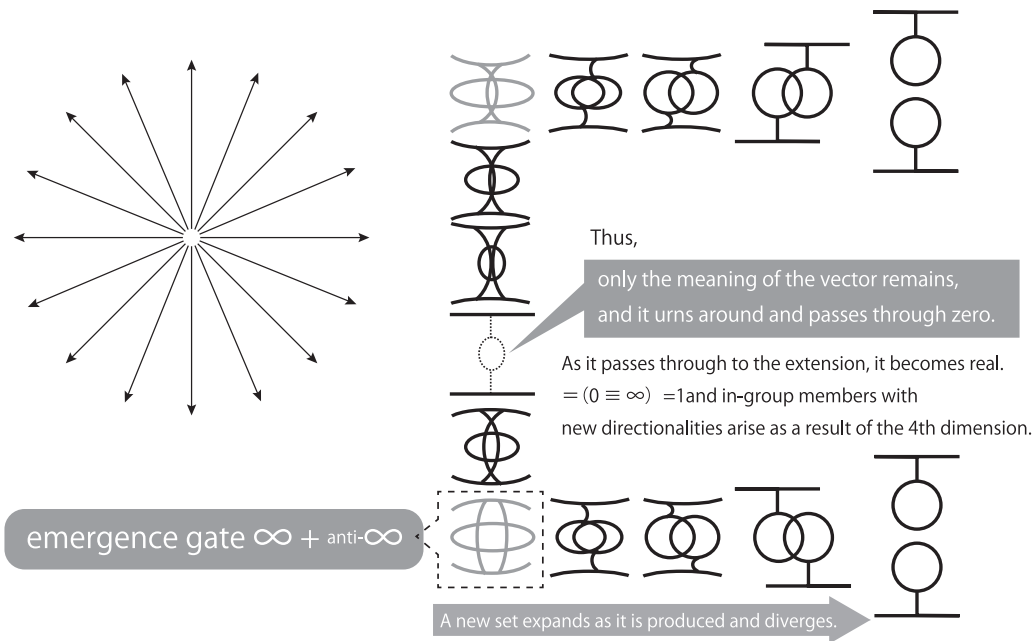 Thus,
only the meaning of the vector remains,
and it urns around and passes through zero.
As it passes through to the extension, it becomes real.
=(0 ≡ ∞) =1and in-group members with
new directionalities arise as a result of the 4th dimension.
emergence gate ∞ + anti-∞
A new set expands as it is produced and diverges.